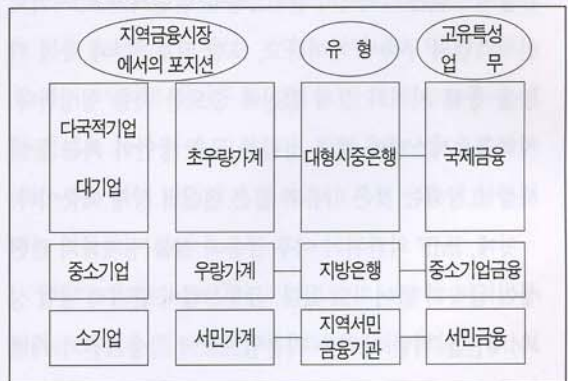 지역금융시장
에서의 포지션
유 형
고유특성
업 무
다국적기업
대기업
초우량가계
대형시중은행
국제금융
중소기업
우량가계
지방은행
중소기업금융
소기업
서민가계
지역서민
금융기관
서민금융